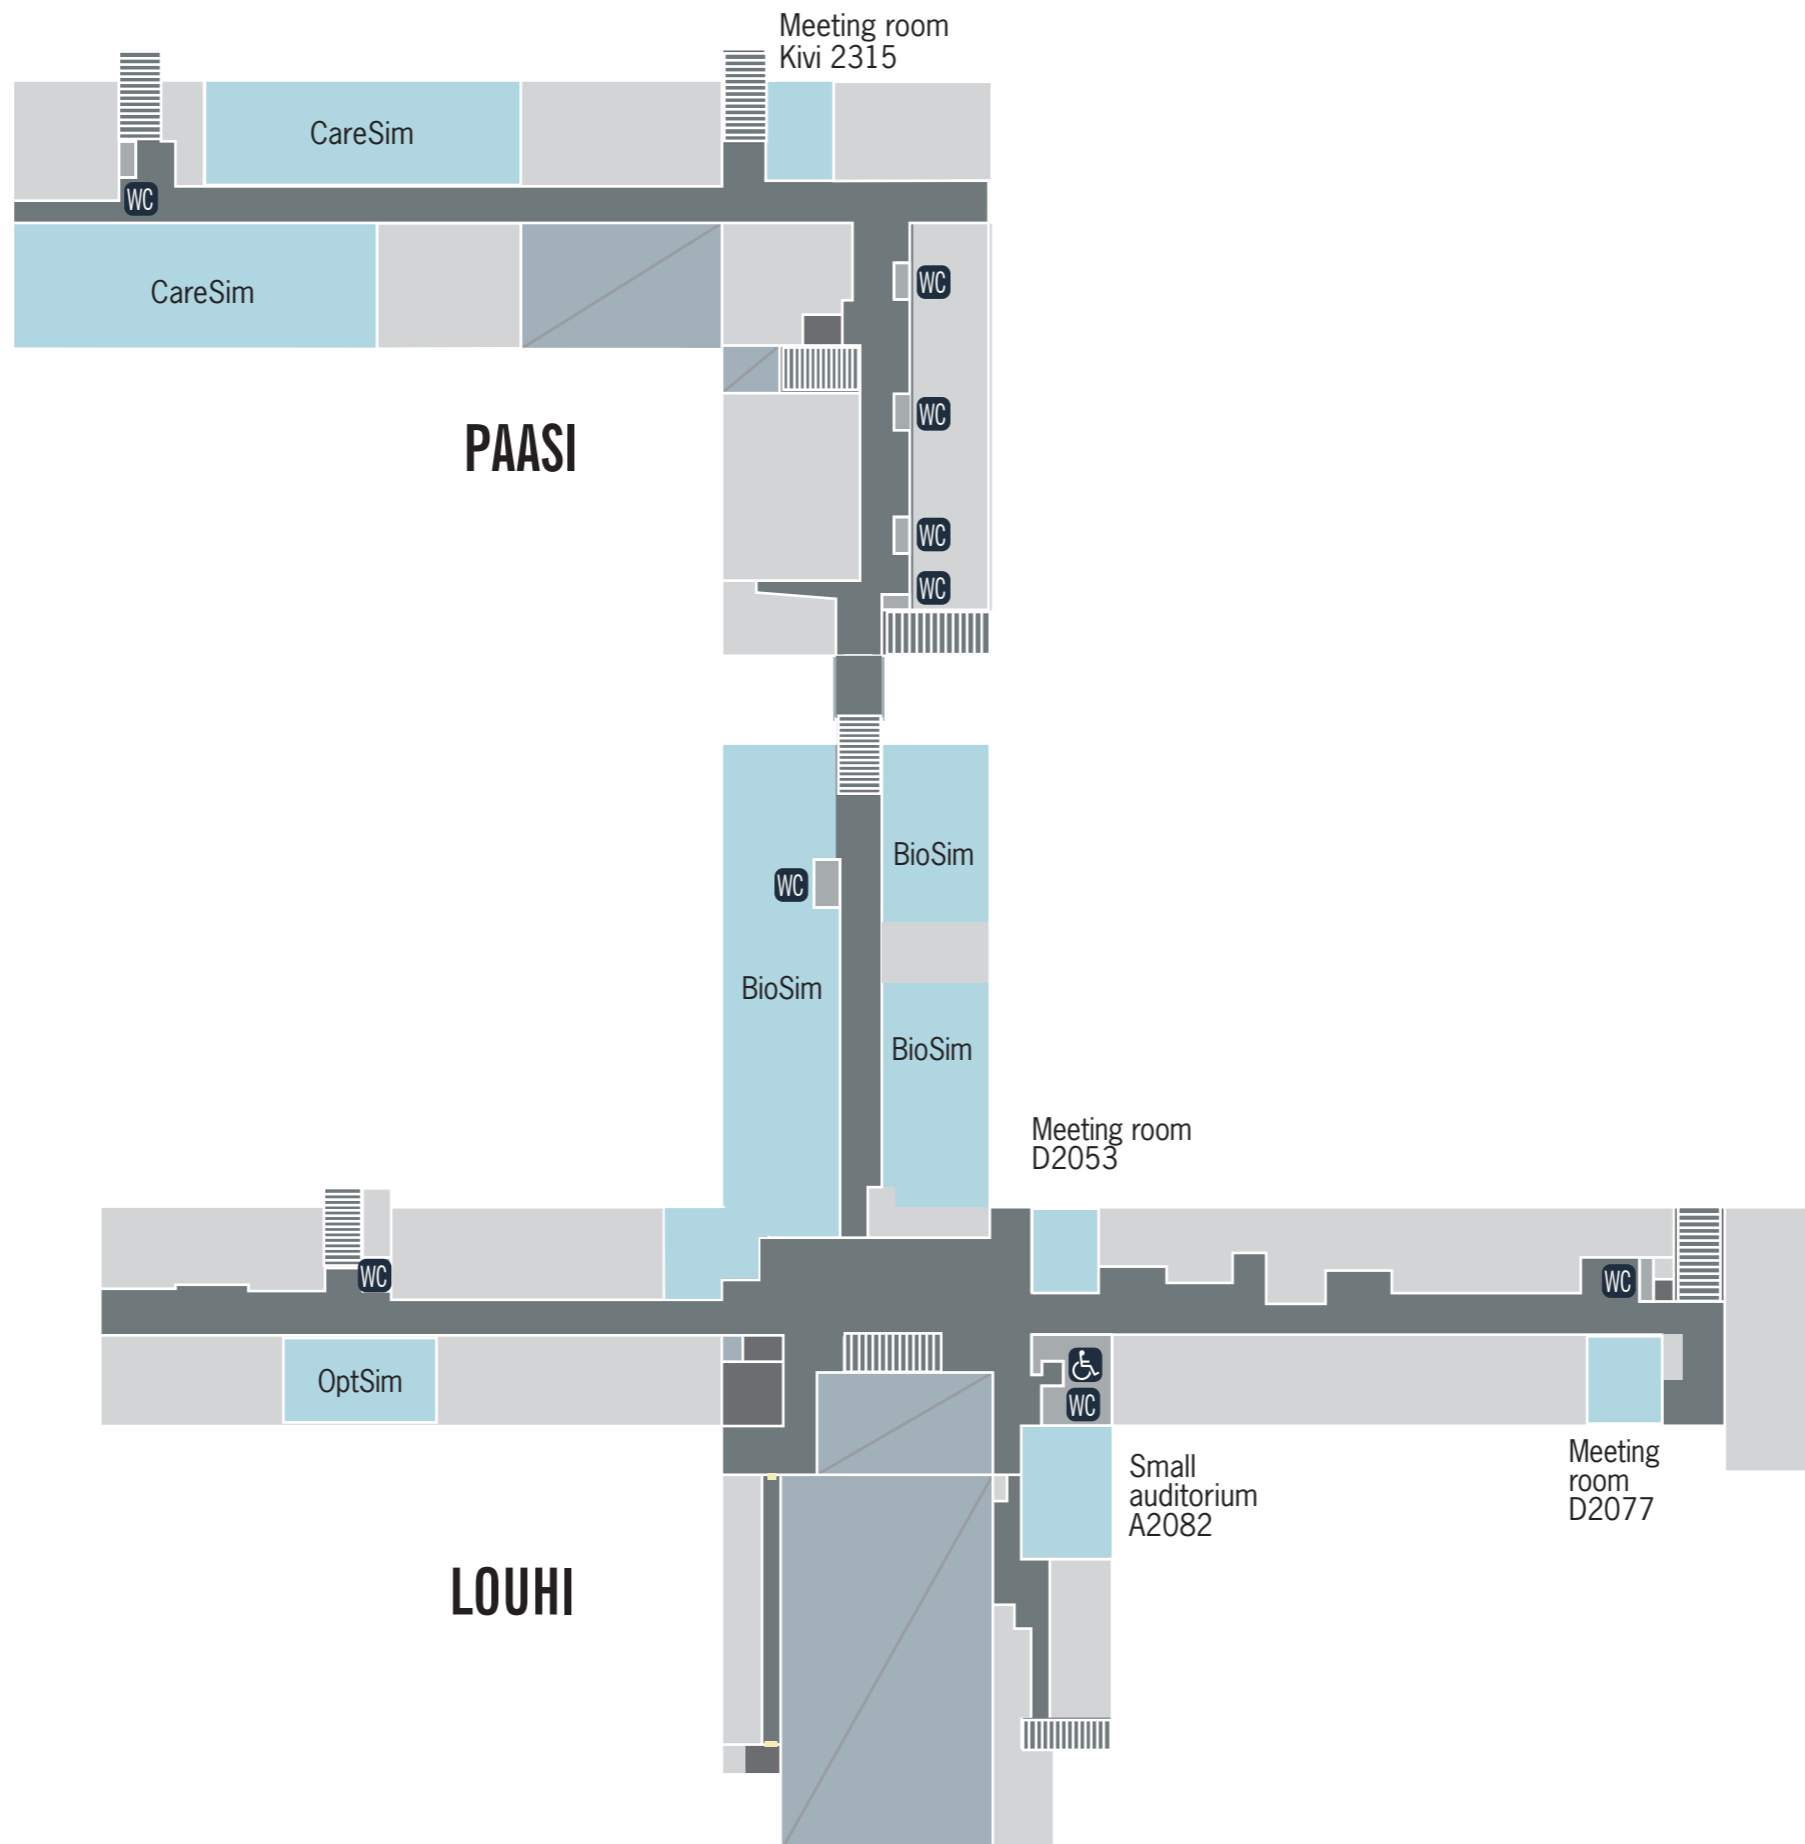 Meeting room
Kivi 2315
CareSim
WC
CareSim
WC
WC
PAASI
WC
WC
BioSim
WC
BioSim
BioSim
Meeting room
D2053
WC
WC
OptSim
WC
Small
auditorium
A2082
Meeting
room
D2077
LOUHI